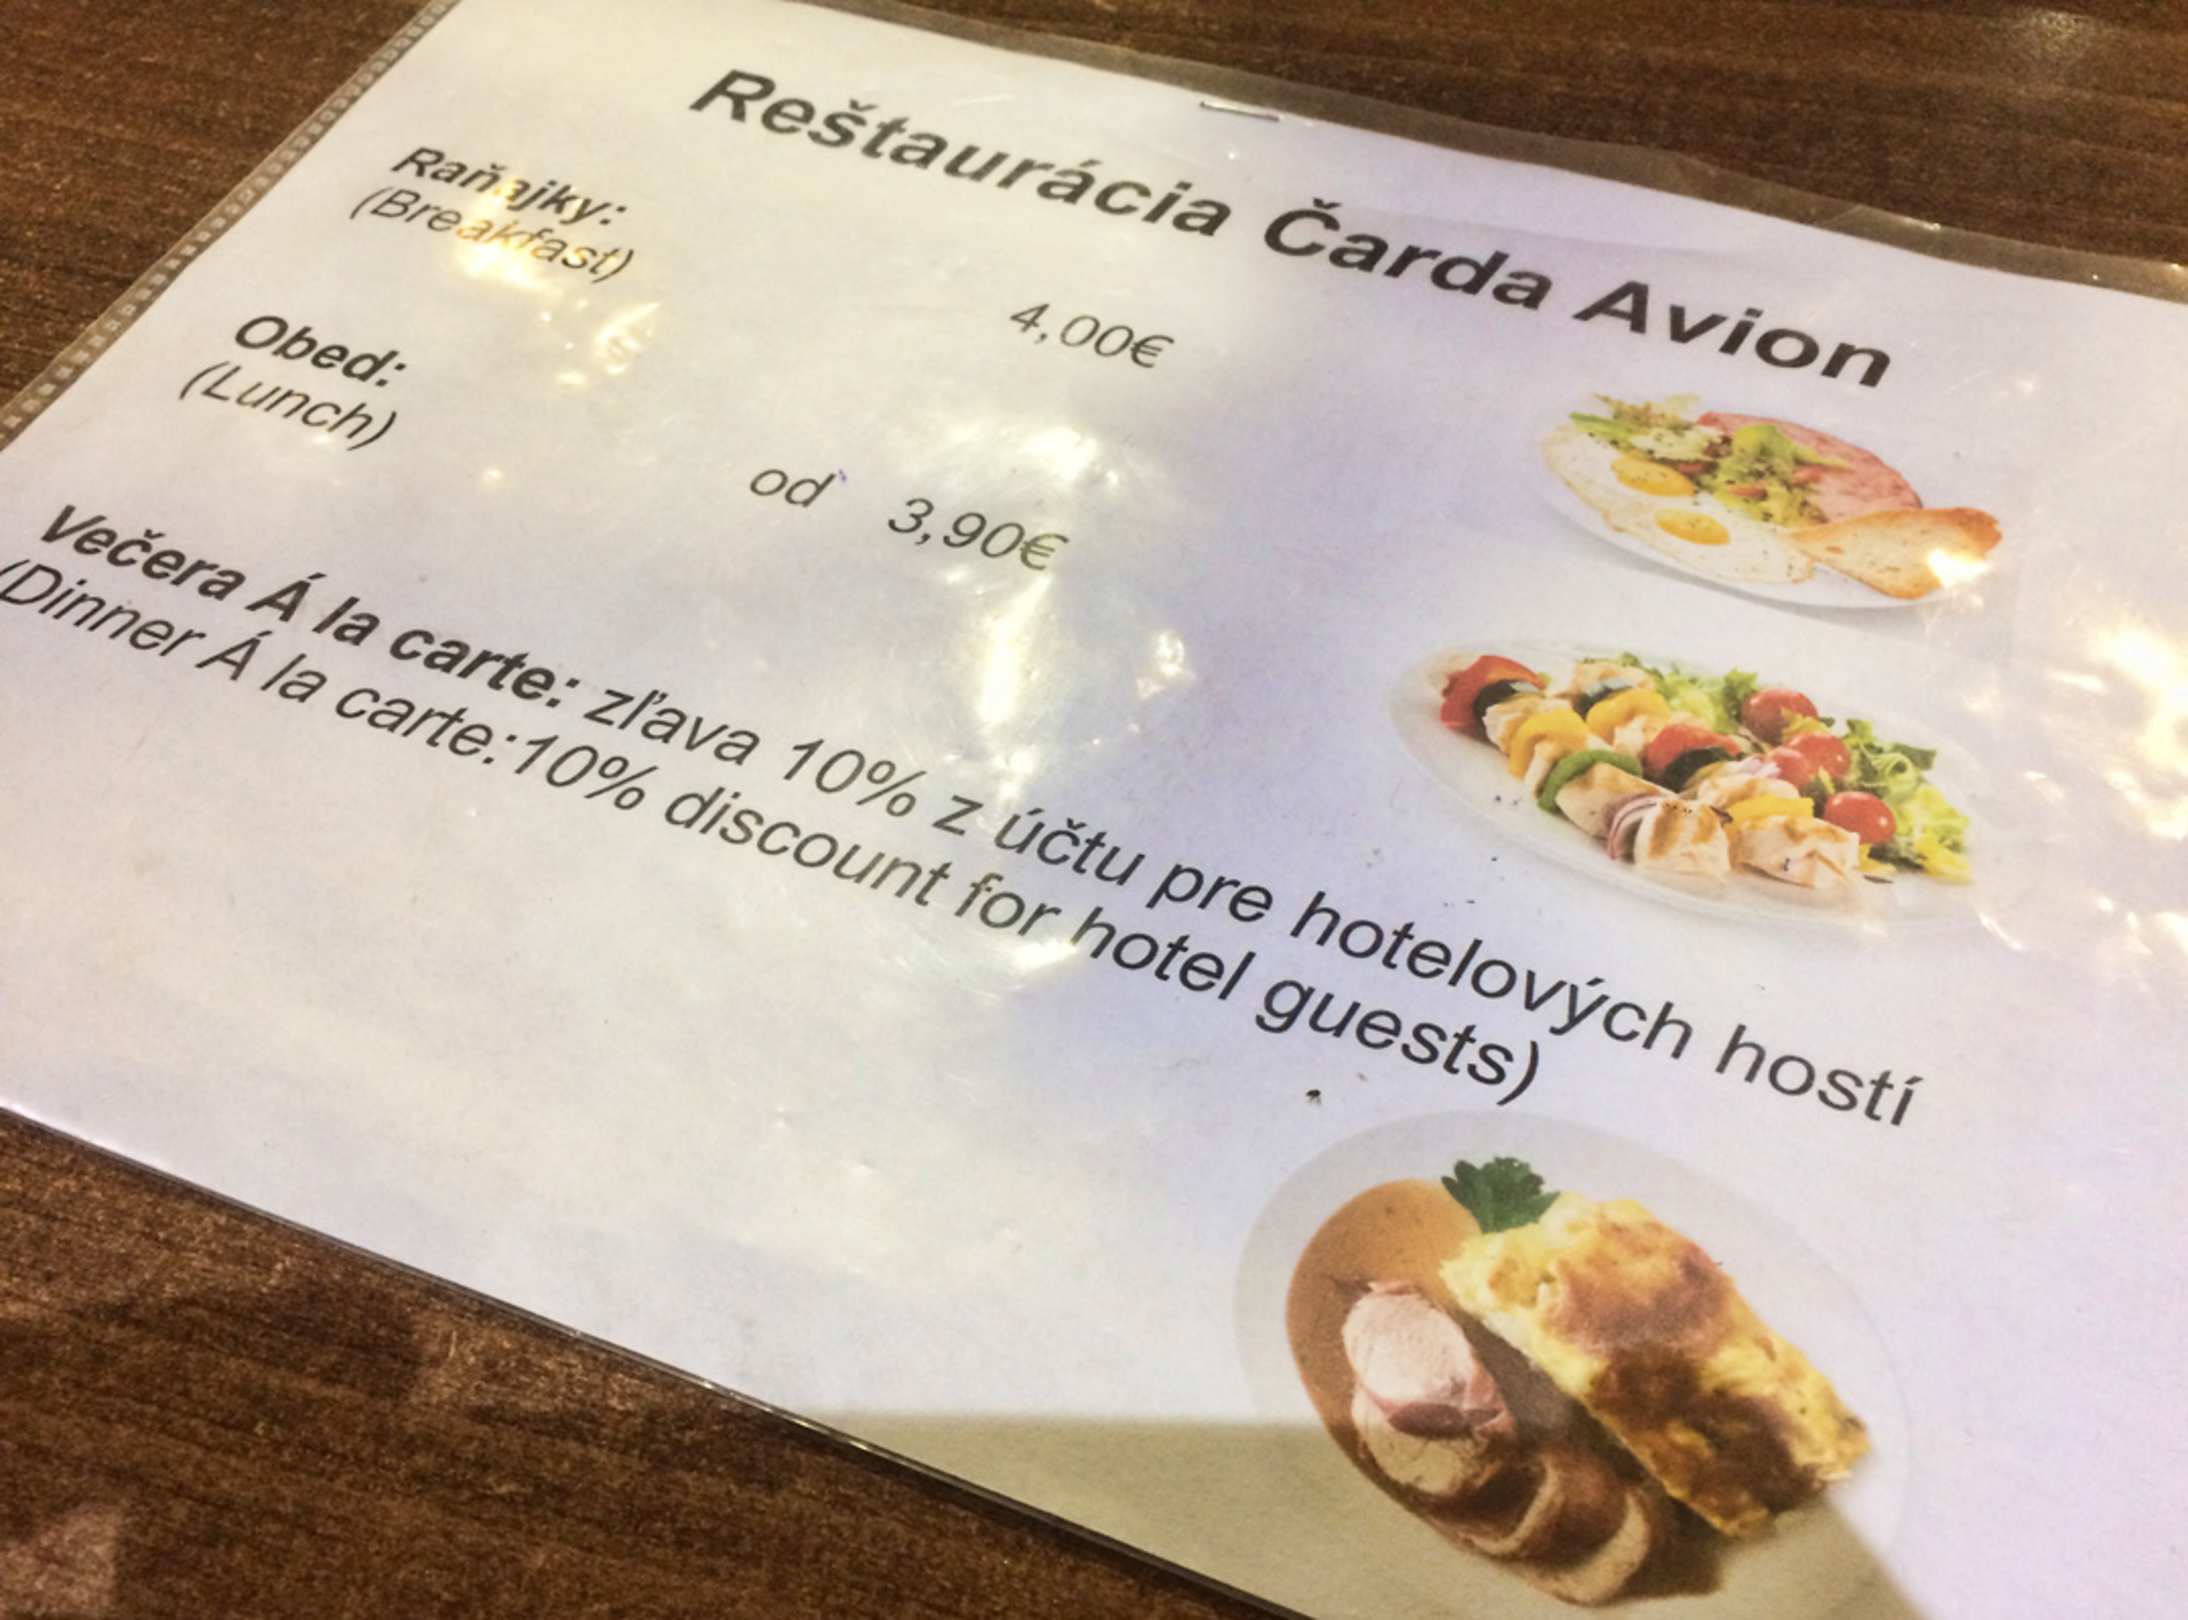 Reštaurácia Čarda Avion
Raňajky:
(Breakfast)
4,00€
Obed:
(Lunch)
od 3,90€
Večera Á la carte: zľava 10% z účtu pre hotelových hostí
(Dinner Á la carte:10% discount for hotel guests)